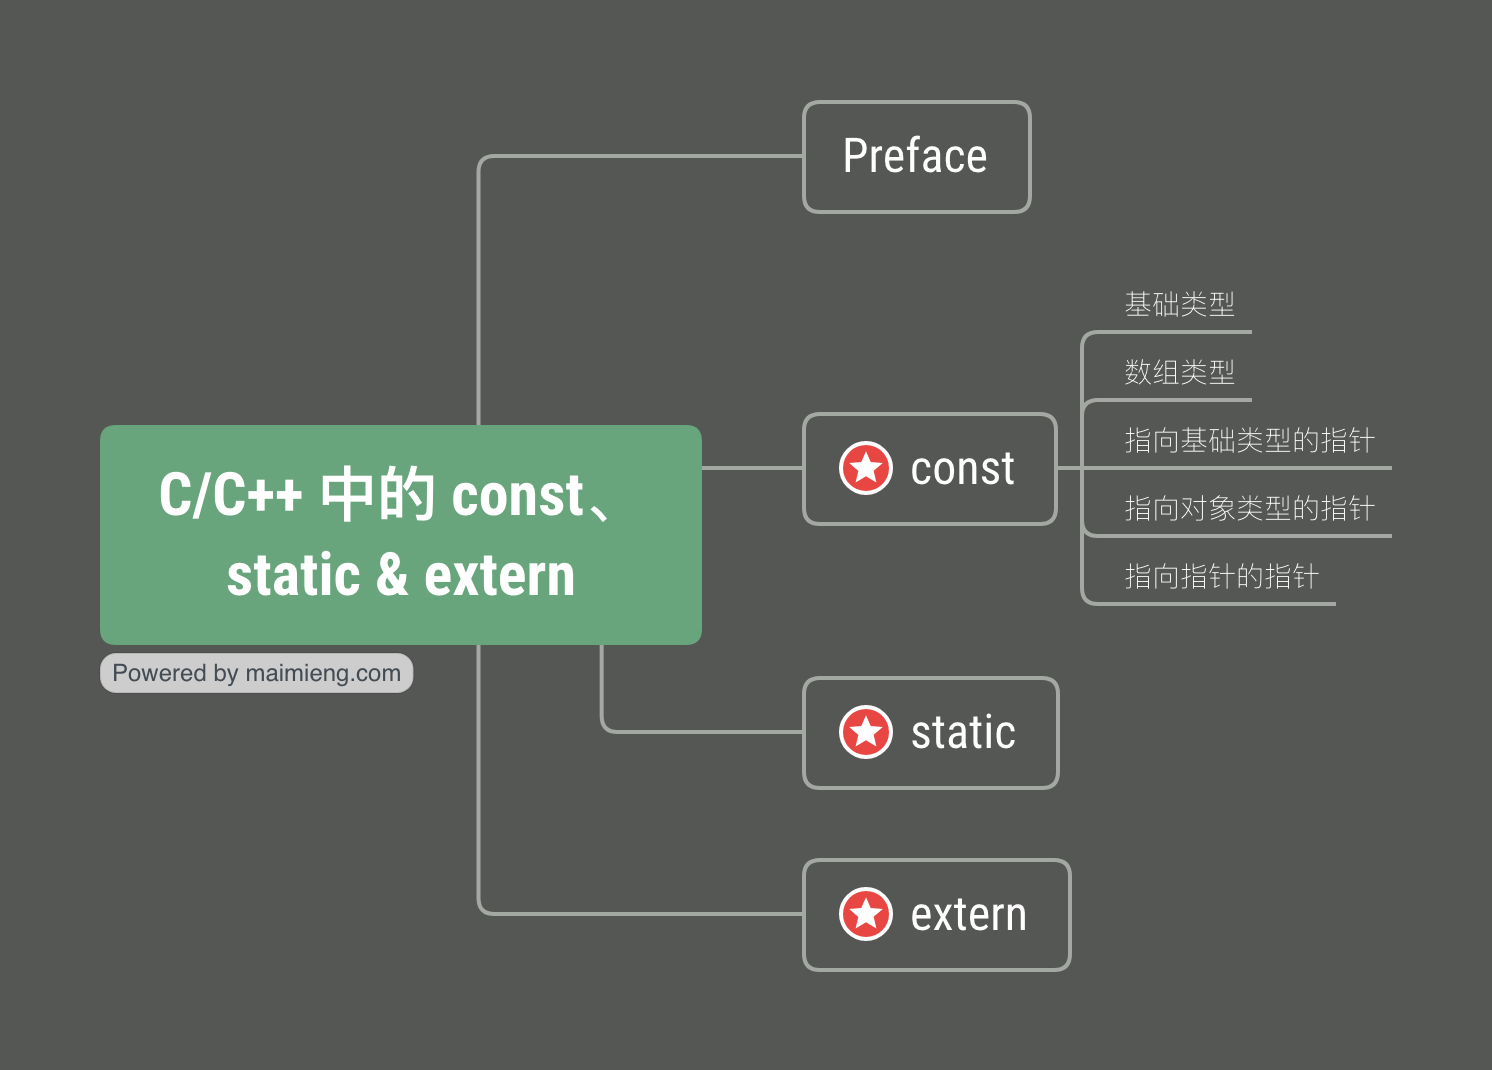 Preface
基础类型
数组类型
指向基础类型的指针
const
指向对象类型的指针
指向指针的指针
C/C++ 中的 const、
static & extern
Powered by maimieng.com
static
extern